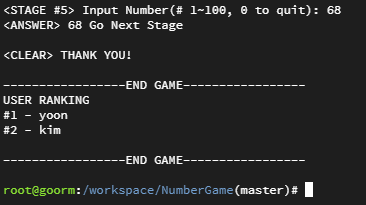 <STAGE #5> Input Number(# 1~100, 0 to quit): 68
<ANSWER> 68 Go Next Stage
<CLEAR> THANK YOU!
-----------------END GAME-----------------
USER RANKING
#1 - yoon
#2 - kim
-----------------END GAME-----------------
root@goorm:/workspace/NumberGame(master)#